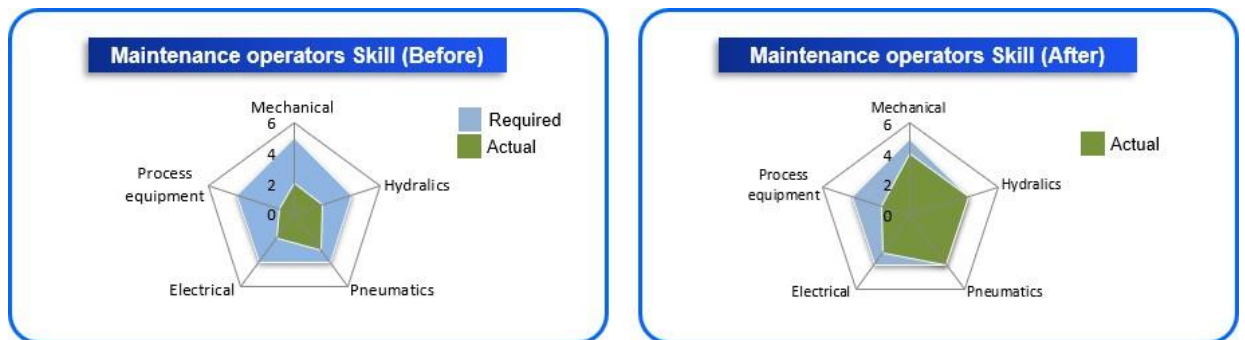 Maintenance operators Skill (Before)
Mechanical
6
4
2
0
Required
Actual
Process
equipment
Hydralics
Electrical
Pneumatics
Maintenance operators Skill (After)
Mechanical
6
4
2
0
Actual
Process
equipment
Hydralics
Electrical
Pneumatics